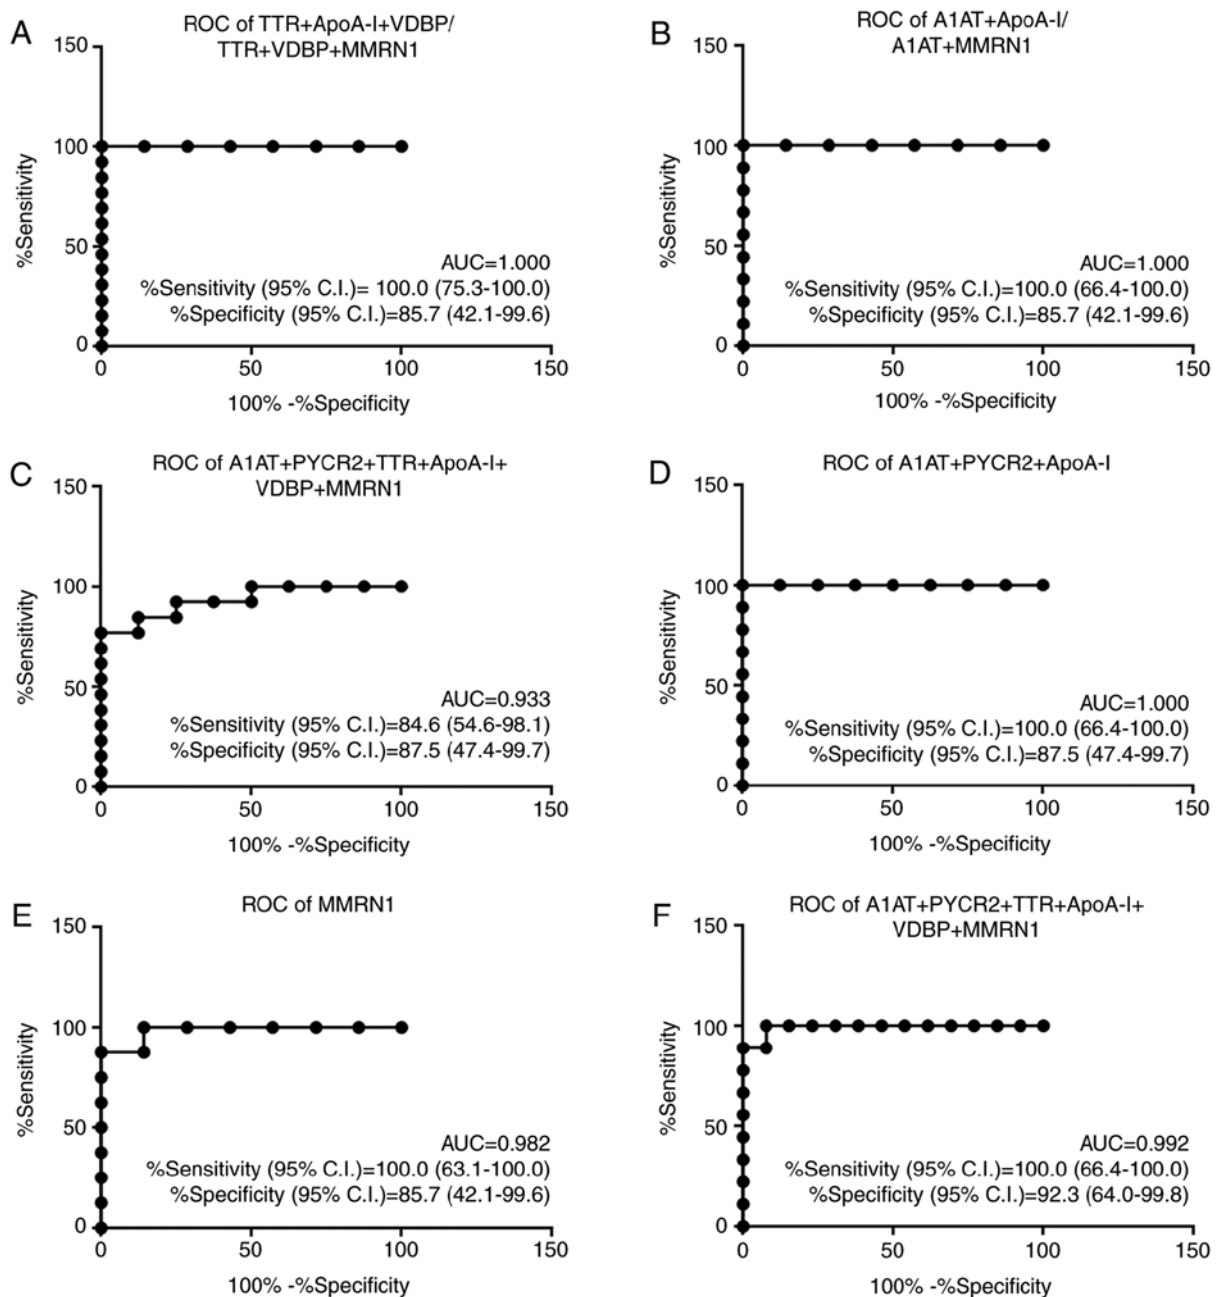 A
ROC of TTR+ApoA-I+VDBP/
TTR+VDBP+MMRN1
150
100
50
0
%Sensitivity
AUC=1.000
%Sensitivity (95% C.I.)= 100.0 (75.3-100.0)
%Specificity (95% C.I.)=85.7 (42.1-99.6)
0
50
100
150
100% -%Specificity
B
ROC of A1AT+ApoA-I/
A1AT+MMRN1
150
100
50
0
%Sensitivity
AUC=1.000
%Sensitivity (95% C.I.)=100.0 (66.4-100.0)
%Specificity (95% C.I.)=85.7 (42.1-99.6)
0
50
100
150
100% -%Specificity
C
ROC of A1AT+PYCR2+TTR+ApoA-I+
VDBP+MMRN1
150
100
50
0
%Sensitivity
AUC=0.933
%Sensitivity (95% C.I.)=84.6 (54.6-98.1)
%Specificity (95% C.I.)=87.5 (47.4-99.7)
0
50
100
150
100% -%Specificity
D
ROC of A1AT+PYCR2+ApoA-I
150
100
50
0
%Sensitivity
AUC=1.000
%Sensitivity (95% C.I.)=100.0 (66.4-100.0)
%Specificity (95% C.I.)=87.5 (47.4-99.7)
0
50
100
150
100% -%Specificity
E
ROC of MMRN1
150
100
50
0
%Sensitivity
AUC=0.982
%Sensitivity (95% C.I.)=100.0 (63.1-100.0)
%Specificity (95% C.I.)=85.7 (42.1-99.6)
0
50
100
150
100% -%Specificity
F
ROC of A1AT+PYCR2+TTR+ApoA-I+
VDBP+MMRN1
150
100
50
0
%Sensitivity
AUC=0.992
%Sensitivity (95% C.I.)=100.0 (66.4-100.0)
%Specificity (95% C.I.)=92.3 (64.0-99.8)
0
50
100
150
100% -%Specificity